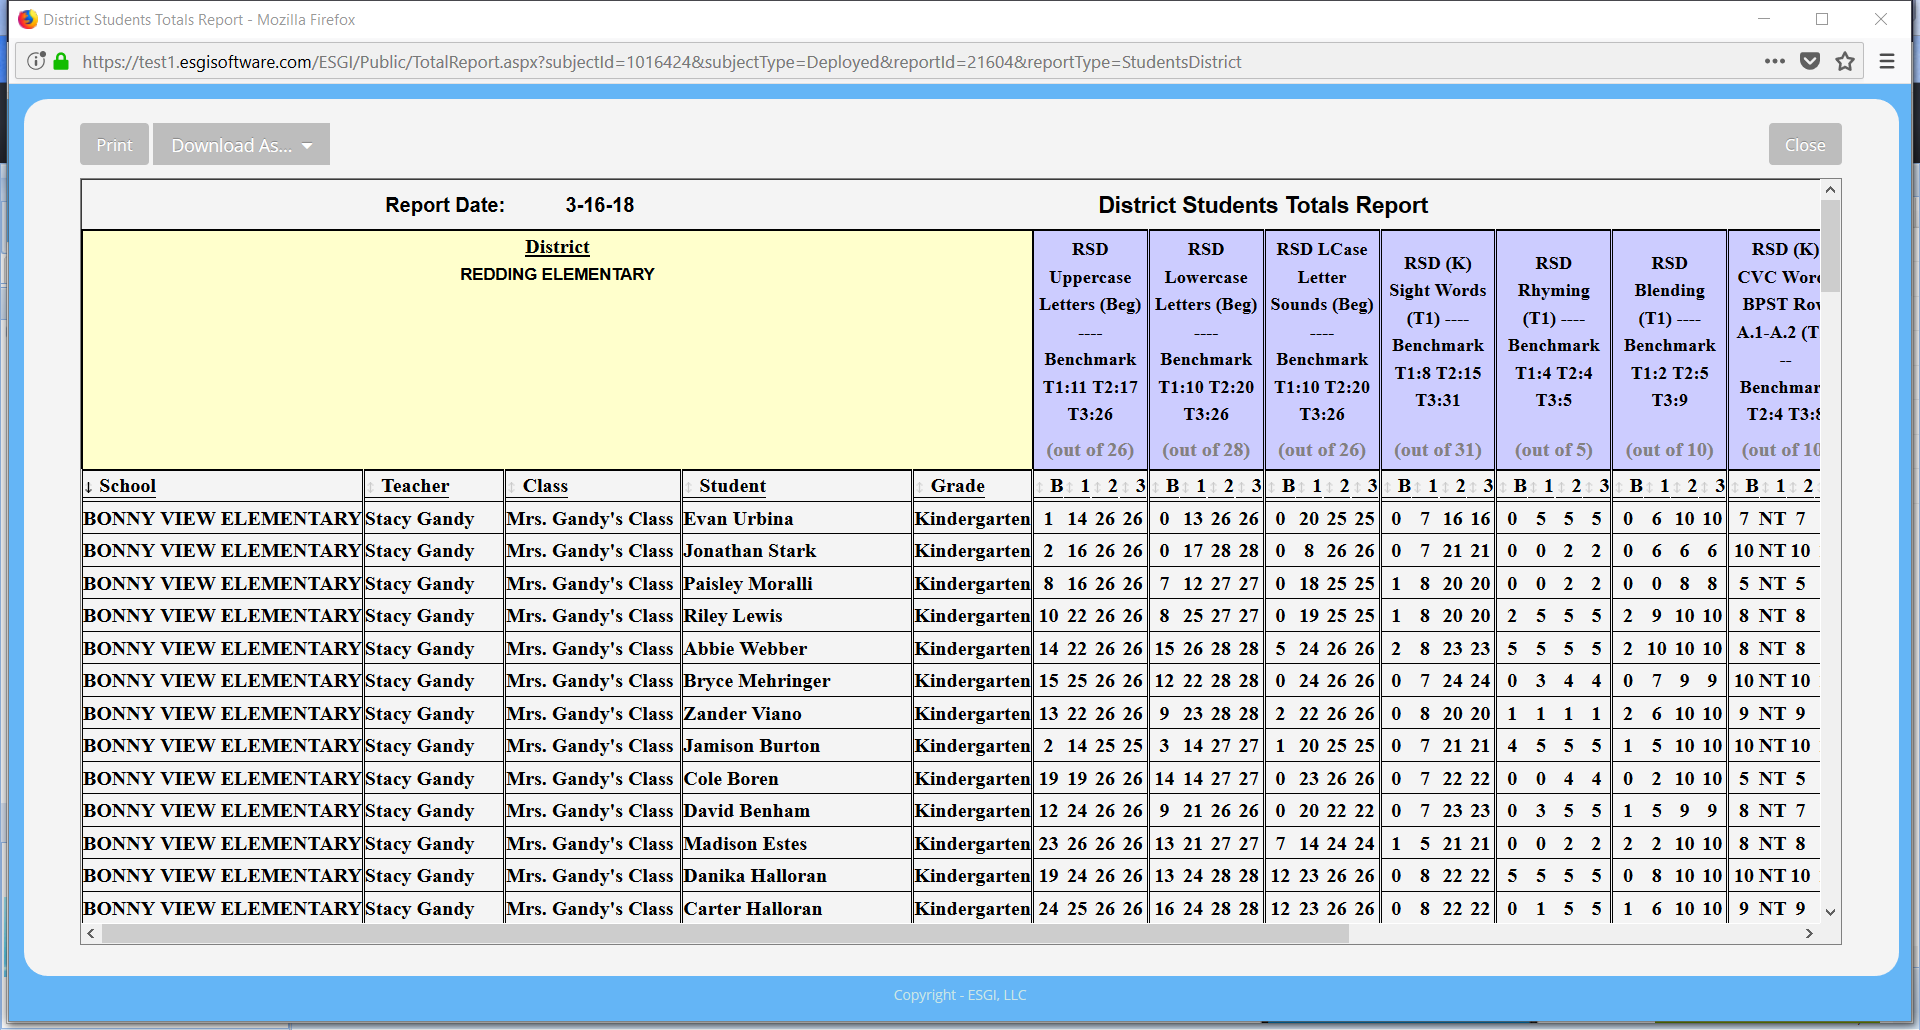 District Students Totals Report - Mozilla Firefox
https://test1.esgisoftware.com/ESGI/Public/TotalReport.aspx?subjectId=1016424&subjectType=Deployed&reportId=21604&reportType=StudentsDistrict
Print Download As... Close
Report Date: 3-16-18 District Students Totals Report
District
REDDING ELEMENTARY
RSD
Uppercase
Letters (Beg)
----
Benchmark
T1:11 T2:17
T3:26
(out of 26)
RSD
Lowercase
Letters (Beg)
----
Benchmark
T1:10 T2:20
T3:26
(out of 28)
RSD LCase
Letter
Sounds (Beg)
----
Benchmark
T1:10 T2:20
T3:26
(out of 26)
RSD (K)
Sight Words
(T1) ----
Benchmark
T1:8 T2:15
T3:31
(out of 31)
RSD
Rhyming
(T1) ----
Benchmark
T1:4 T2:4
T3:5
(out of 5)
RSD
Blending
(T1) ----
Benchmark
T1:2 T2:5
T3:9
(out of 10)
RSD (K)
CVC Wor
BPST Ro
A.1-A.2 (T
--
Benchmar
T2:4 T3:8
(out of 10
School Teacher Class Student Grade B 1 2 3 B 1 2 3 B 1 2 3 B 1 2 3 B 1 2 3 B 1 2 3 B 1 2
BONNY VIEW ELEMENTARY Stacy Gandy Mrs. Gandy's Class Evan Urbina Kindergarten 1 14 26 26 0 13 26 26 0 20 25 25 0 7 16 16 0 5 5 5 0 6 10 10 7 NT 7
BONNY VIEW ELEMENTARY Stacy Gandy Mrs. Gandy's Class Jonathan Stark Kindergarten 2 16 26 26 0 17 28 28 0 8 26 26 0 7 21 21 0 0 2 2 0 6 6 6 10 NT 10
BONNY VIEW ELEMENTARY Stacy Gandy Mrs. Gandy's Class Paisley Moralli Kindergarten 8 16 26 26 7 12 27 27 0 18 25 25 1 8 20 20 0 0 2 2 0 0 8 8 5 NT 5
BONNY VIEW ELEMENTARY Stacy Gandy Mrs. Gandy's Class Riley Lewis Kindergarten 10 22 26 26 8 25 27 27 0 19 25 25 1 8 20 20 2 5 5 5 2 9 10 10 8 NT 8
BONNY VIEW ELEMENTARY Stacy Gandy Mrs. Gandy's Class Abbie Webber Kindergarten 14 22 26 26 15 26 28 28 5 24 26 26 2 8 23 23 5 5 5 5 2 10 10 10 8 NT 8
BONNY VIEW ELEMENTARY Stacy Gandy Mrs. Gandy's Class Bryce Mehringer Kindergarten 15 25 26 26 12 22 28 28 0 24 26 26 0 7 24 24 0 3 4 4 0 7 9 9 10 NT 10
BONNY VIEW ELEMENTARY Stacy Gandy Mrs. Gandy's Class Zander Viano Kindergarten 13 22 26 26 9 23 28 28 2 22 26 26 0 8 20 20 1 1 1 1 2 6 10 10 9 NT 9
BONNY VIEW ELEMENTARY Stacy Gandy Mrs. Gandy's Class Jamison Burton Kindergarten 2 14 25 25 3 14 27 27 1 20 25 25 0 7 21 21 4 5 5 5 1 5 10 10 10 NT 10
BONNY VIEW ELEMENTARY Stacy Gandy Mrs. Gandy's Class Cole Boren Kindergarten 19 19 26 26 14 14 27 27 0 23 26 26 0 7 22 22 0 0 4 4 0 2 10 10 5 NT 5
BONNY VIEW ELEMENTARY Stacy Gandy Mrs. Gandy's Class David Benham Kindergarten 12 24 26 26 9 21 26 26 0 20 22 22 0 7 23 23 0 3 5 5 1 5 9 9 8 NT 7
BONNY VIEW ELEMENTARY Stacy Gandy Mrs. Gandy's Class Madison Estes Kindergarten 23 26 26 26 13 21 27 27 7 14 24 24 1 5 21 21 0 0 2 2 2 2 10 10 8 NT 8
BONNY VIEW ELEMENTARY Stacy Gandy Mrs. Gandy's Class Danika Halloran Kindergarten 19 24 26 26 13 24 28 28 12 23 26 26 0 8 22 22 5 5 5 5 0 8 10 10 10 NT 10
BONNY VIEW ELEMENTARY Stacy Gandy Mrs. Gandy's Class Carter Halloran Kindergarten 24 25 26 26 16 24 28 28 12 23 26 26 0 8 22 22 0 1 5 5 1 6 10 10 9 NT 9
Copyright - ESGI, LLC